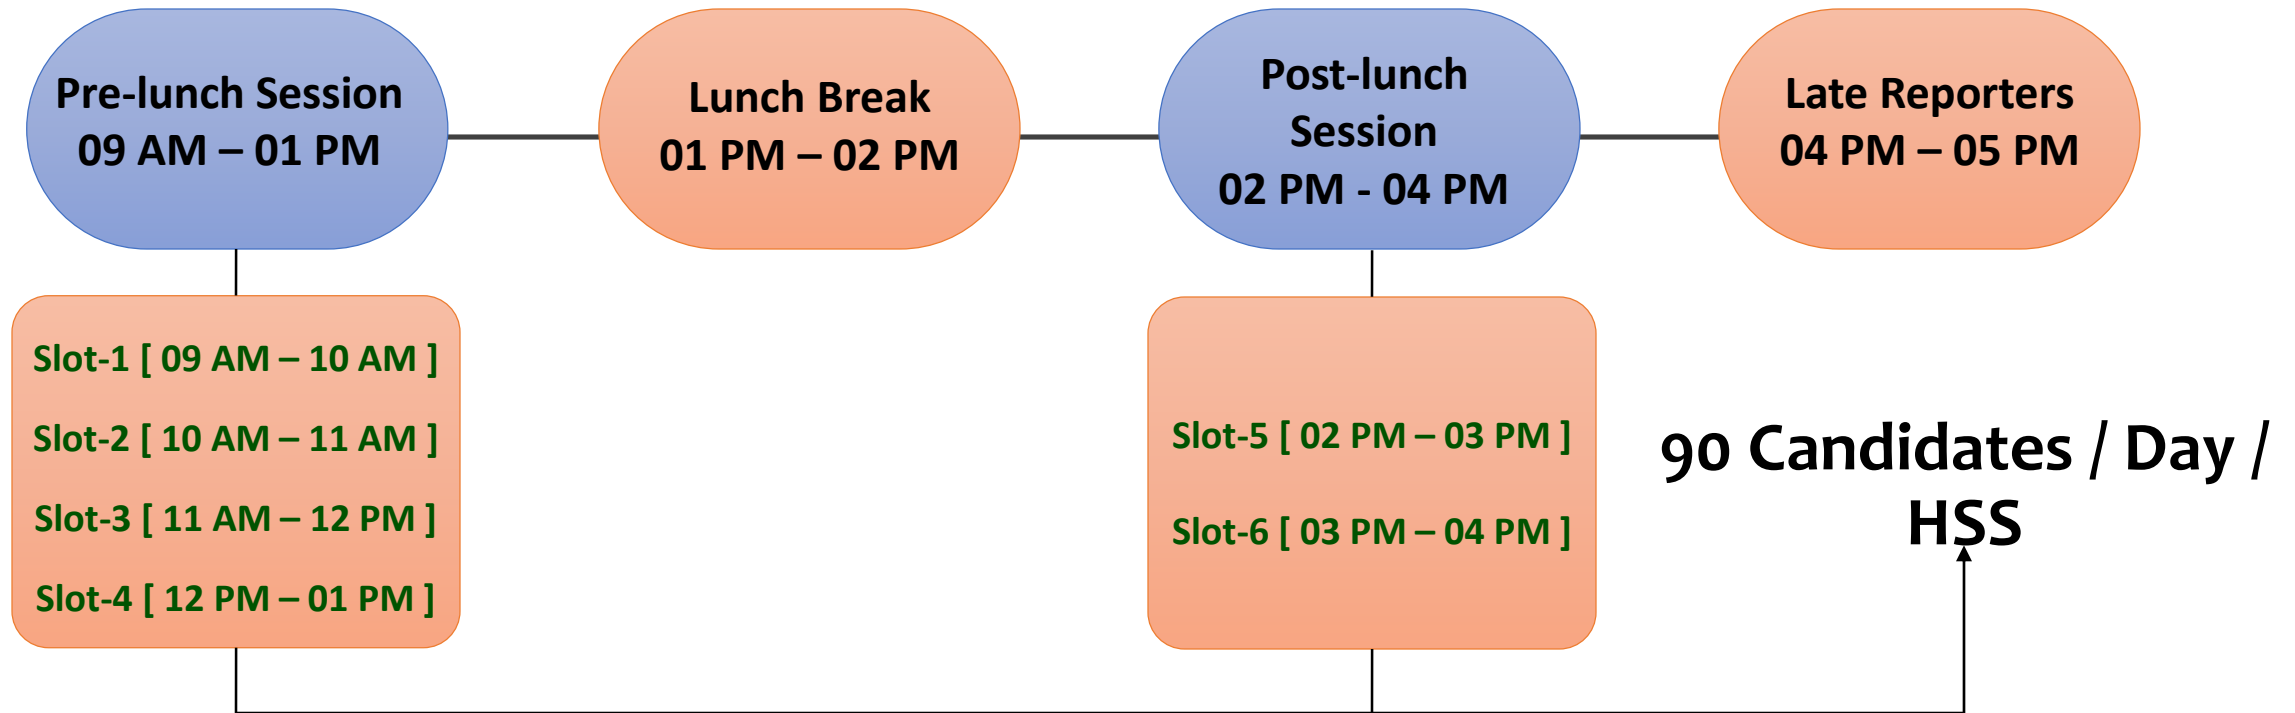 Pre-lunch Session
09 AM – 01 PM
Lunch Break
01 PM – 02 PM
Post-lunch
Session
02 PM - 04 PM
Late Reporters
04 PM – 05 PM
Slot-1 [ 09 AM – 10 AM ]
Slot-2 [ 10 AM – 11 AM ]
Slot-3 [ 11 AM – 12 PM ]
Slot-4 [ 12 PM – 01 PM ]
Slot-5 [ 02 PM – 03 PM ]
Slot-6 [ 03 PM – 04 PM ]
90 Candidates / Day /
HSS